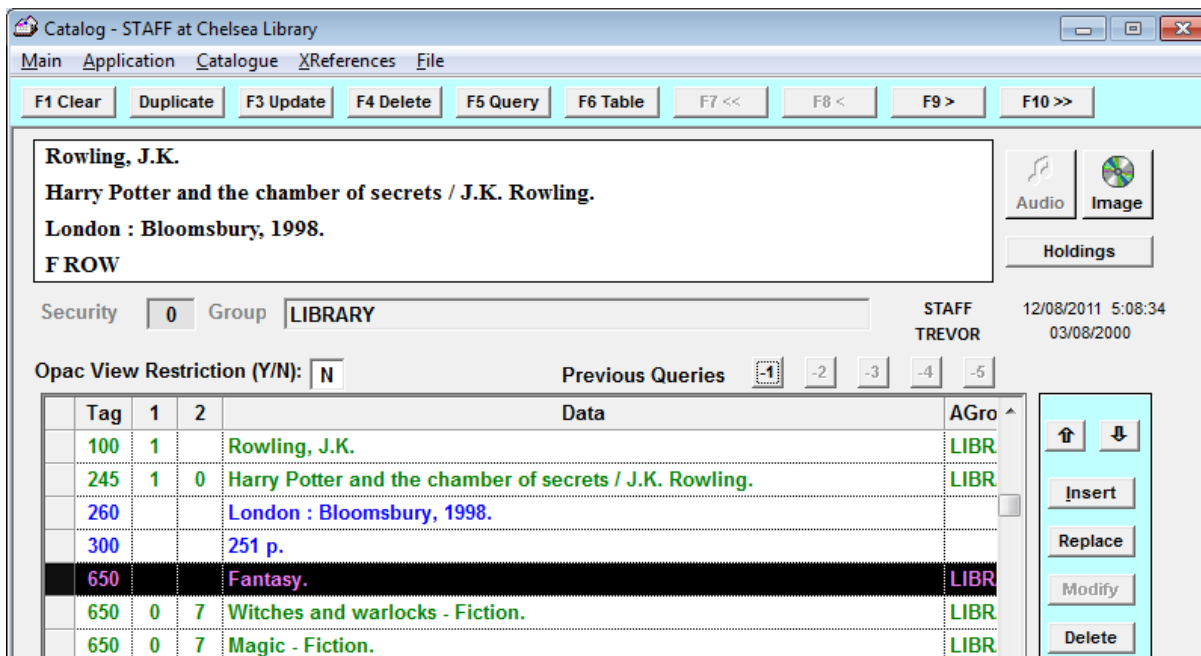 Catalog - STAFF at Chelsea Library
Main Application Catalogue XReferences File
F1 Clear Duplicate F3 Update F4 Delete F5 Query F6 Table F7 << F8 < F9 > F10 >>
Rowling, J.K.
Harry Potter and the chamber of secrets / J.K. Rowling.
London : Bloomsbury, 1998.
F ROW
Audio Image
Holdings
Security 0 Group LIBRARY STAFF 12/08/2011 5:08:34
TREVOR 03/08/2000
Opac View Restriction (Y/N): N Previous Queries -1 -2 -3 -4 -5
Tag 1 2 Data AGro
100 1 Rowling, J.K. LIBR
245 1 0 Harry Potter and the chamber of secrets / J.K. Rowling. LIBR
260 London : Bloomsbury, 1998.
300 251 p.
650 Fantasy. LIBR
650 0 7 Witches and warlocks - Fiction. LIBR
650 0 7 Magic - Fiction. LIBR
Insert
Replace
Modify
Delete